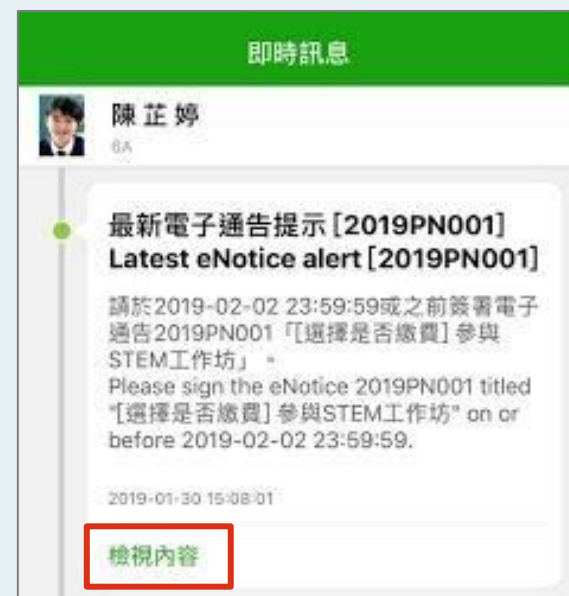 即時訊息
陳芷婷
6A
最新電子通告提示 [2019PN001]
Latest eNotice alert [2019PN001]
請於2019-02-02 23:59:59或之前簽署電子
通告2019PN001「[選擇是否繳費] 參與
STEM工作坊」。
Please sign the eNotice 2019PN001 titled
"[選擇是否繳費] 參與STEM工作坊" on or
before 2019-02-02 23:59:59.
2019-01-30 15:08:01
檢視內容